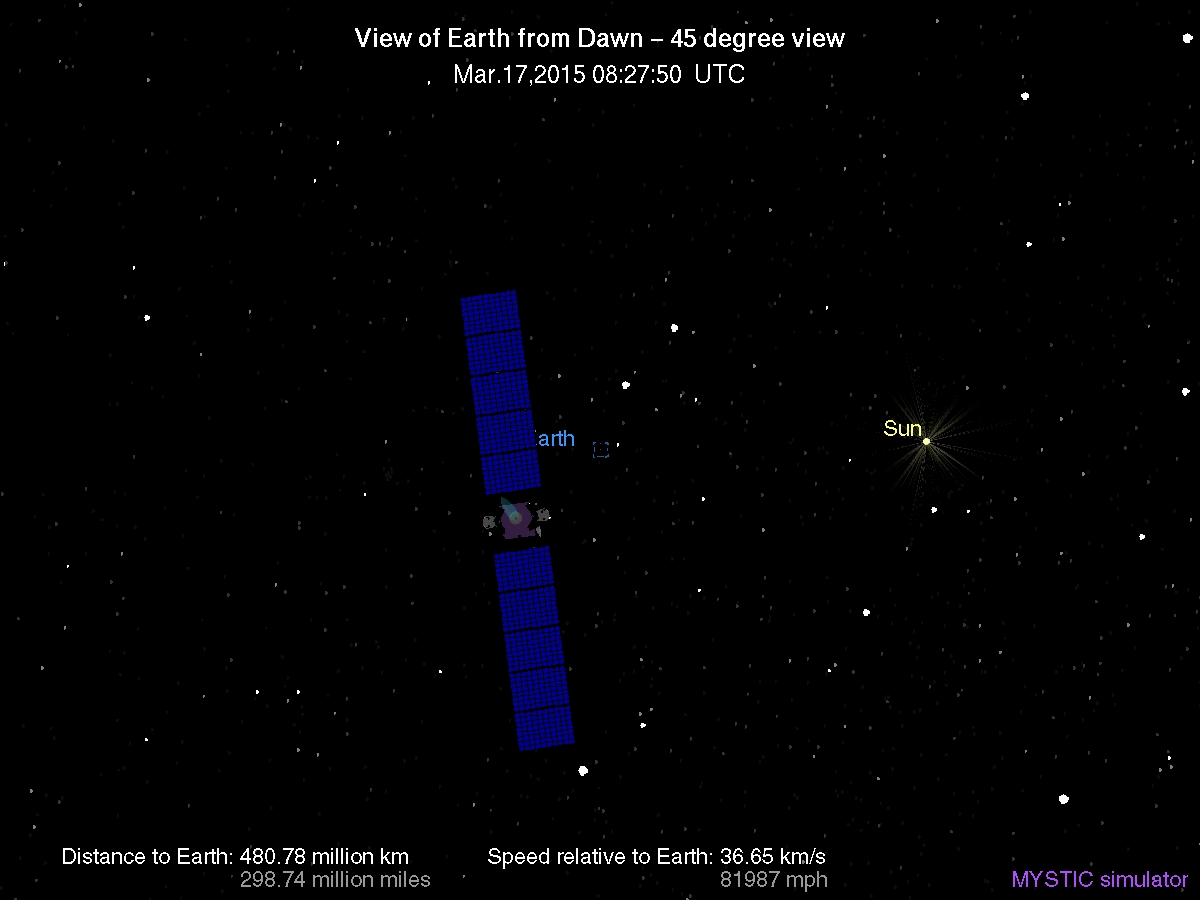 View of Earth from Dawn – 45 degree view
Mar.17,2015 08:27:50 UTC
Sun
arth
Distance to Earth: 480.78 million km
298.74 million miles
Speed relative to Earth: 36.65 km/s
81987 mph
MYSTIC simulator